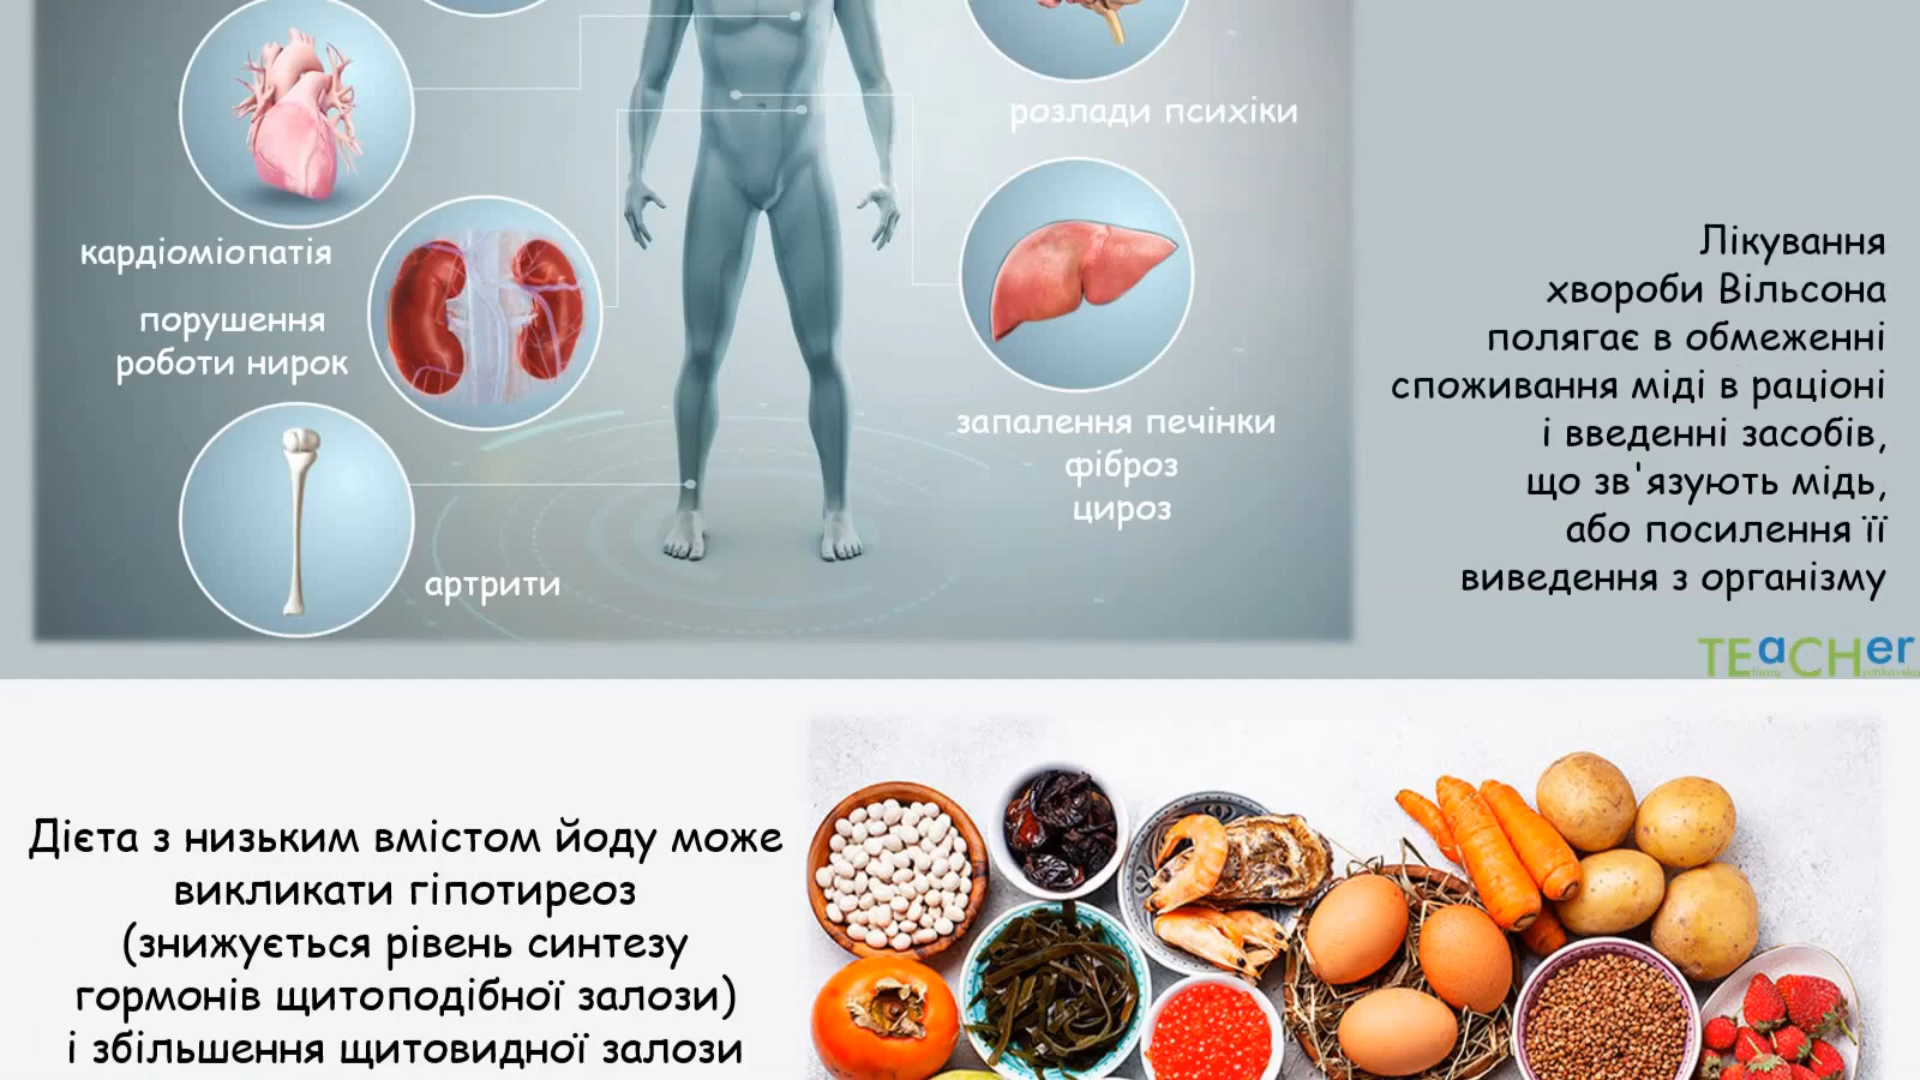 розлади психіки
кардіоміопатія
порушення
роботи нирок
запалення печінки
фіброз
цироз
артрити
Лікування
хвороби Вільсона
полягає в обмеженні
споживання міді в раціоні
і введенні засобів,
що зв'язують мідь,
або посилення її
виведення з організму
TEaCHer
Дієта з низьким вмістом йоду може
викликати гіпотиреоз
(знижується рівень синтезу
гормонів щитоподібної залози)
і збільшення щитовидної залози